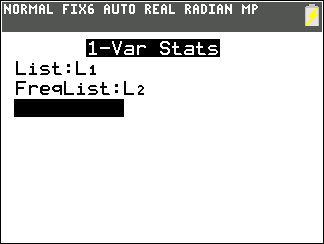 NORMAL FIX6 AUTO REAL RADIAN MP
1-Var Stats
List:L1
FreqList:L2